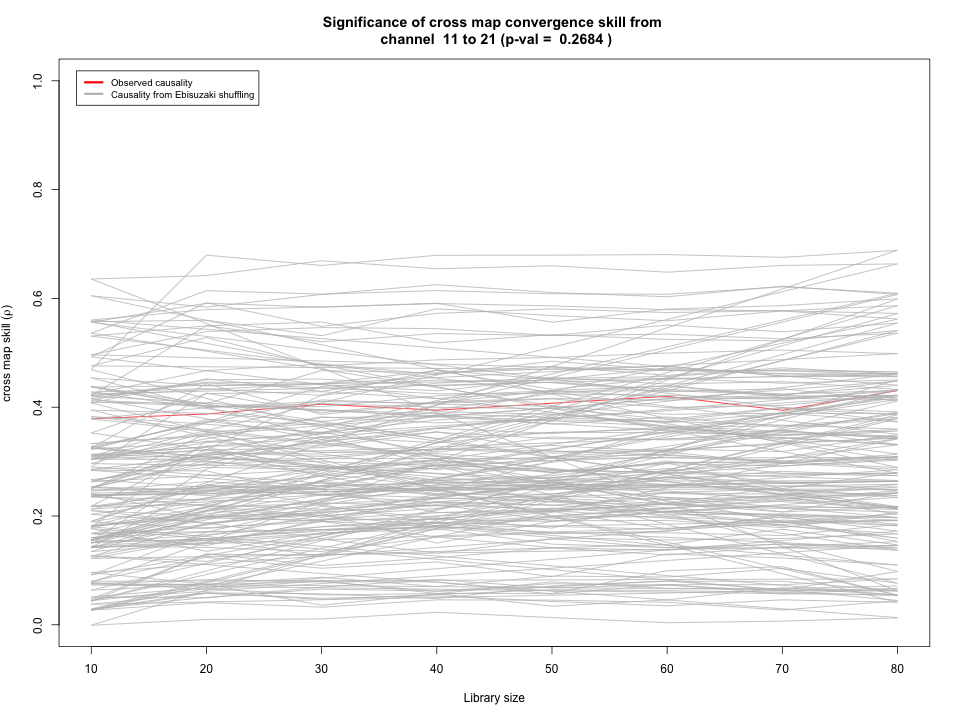 Significance of cross map convergence skill from
channel  11 to 21 (p-val =  0.2684 )
Observed causality
Causality from Ebisuzaki shuffling
cross map skill (ρ)
1.0
0.8
0.6
0.4
0.2
0.0
10 20 30 40 50 60 70 80
Library size